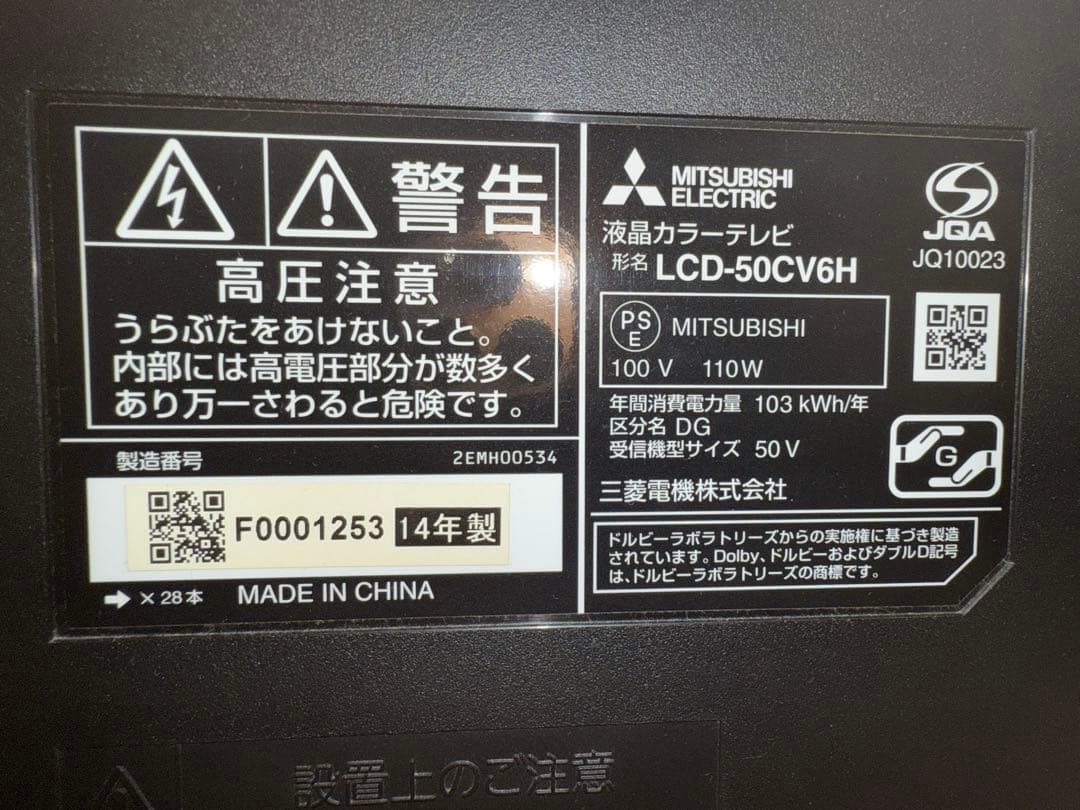 警告
高圧注意
うらぶたをあけないこと。
内部には高電圧部分が数多く
あり万一さわると危険です。
製造番号 2EMH00534
F0001253 14年製
➡ × 28本 MADE IN CHINA
MITSUBISHI
ELECTRIC
液晶カラーテレビ
形名 LCD-50CV6H
JQA
JQ10023
PS
E
MITSUBISHI
100 V 110W
年間消費電力量 103 kWh/年
区分名 DG
受信機型サイズ 50 V
G
三菱電機株式会社
ドルビーラボラトリーズからの実施権に基づき製造
されています。Dolby、ドルビーおよびダブルD記号
は、ドルビーラボラトリーズの商標です。
設置上のご注意